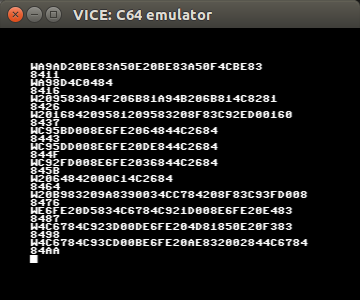 VICE: C64 emulator
WA9AD20BE83A50E20BE83A50F4CBE83
8411
WA98D4C0484
8416
W209583A94F206B81A94B206B814C8281
8426
W201684209581209583208F83C92ED00160
8437
WC95BD008E6FE2064844C2684
8443
WC95DD008E6FE20DE844C2684
844F
WC92FD008E6FE2036844C2684
845B
W2064842000C14C2684
8464
W20B983209A8390034CC784208F83C93FD008
8476
WE6FE20D5834C6784C921D008E6FE20E483
8487
W4C6784C923D00DE6FE204D81850E20F383
8498
W4C6784C93CD00BE6FE20AE832002844C6784
84AA